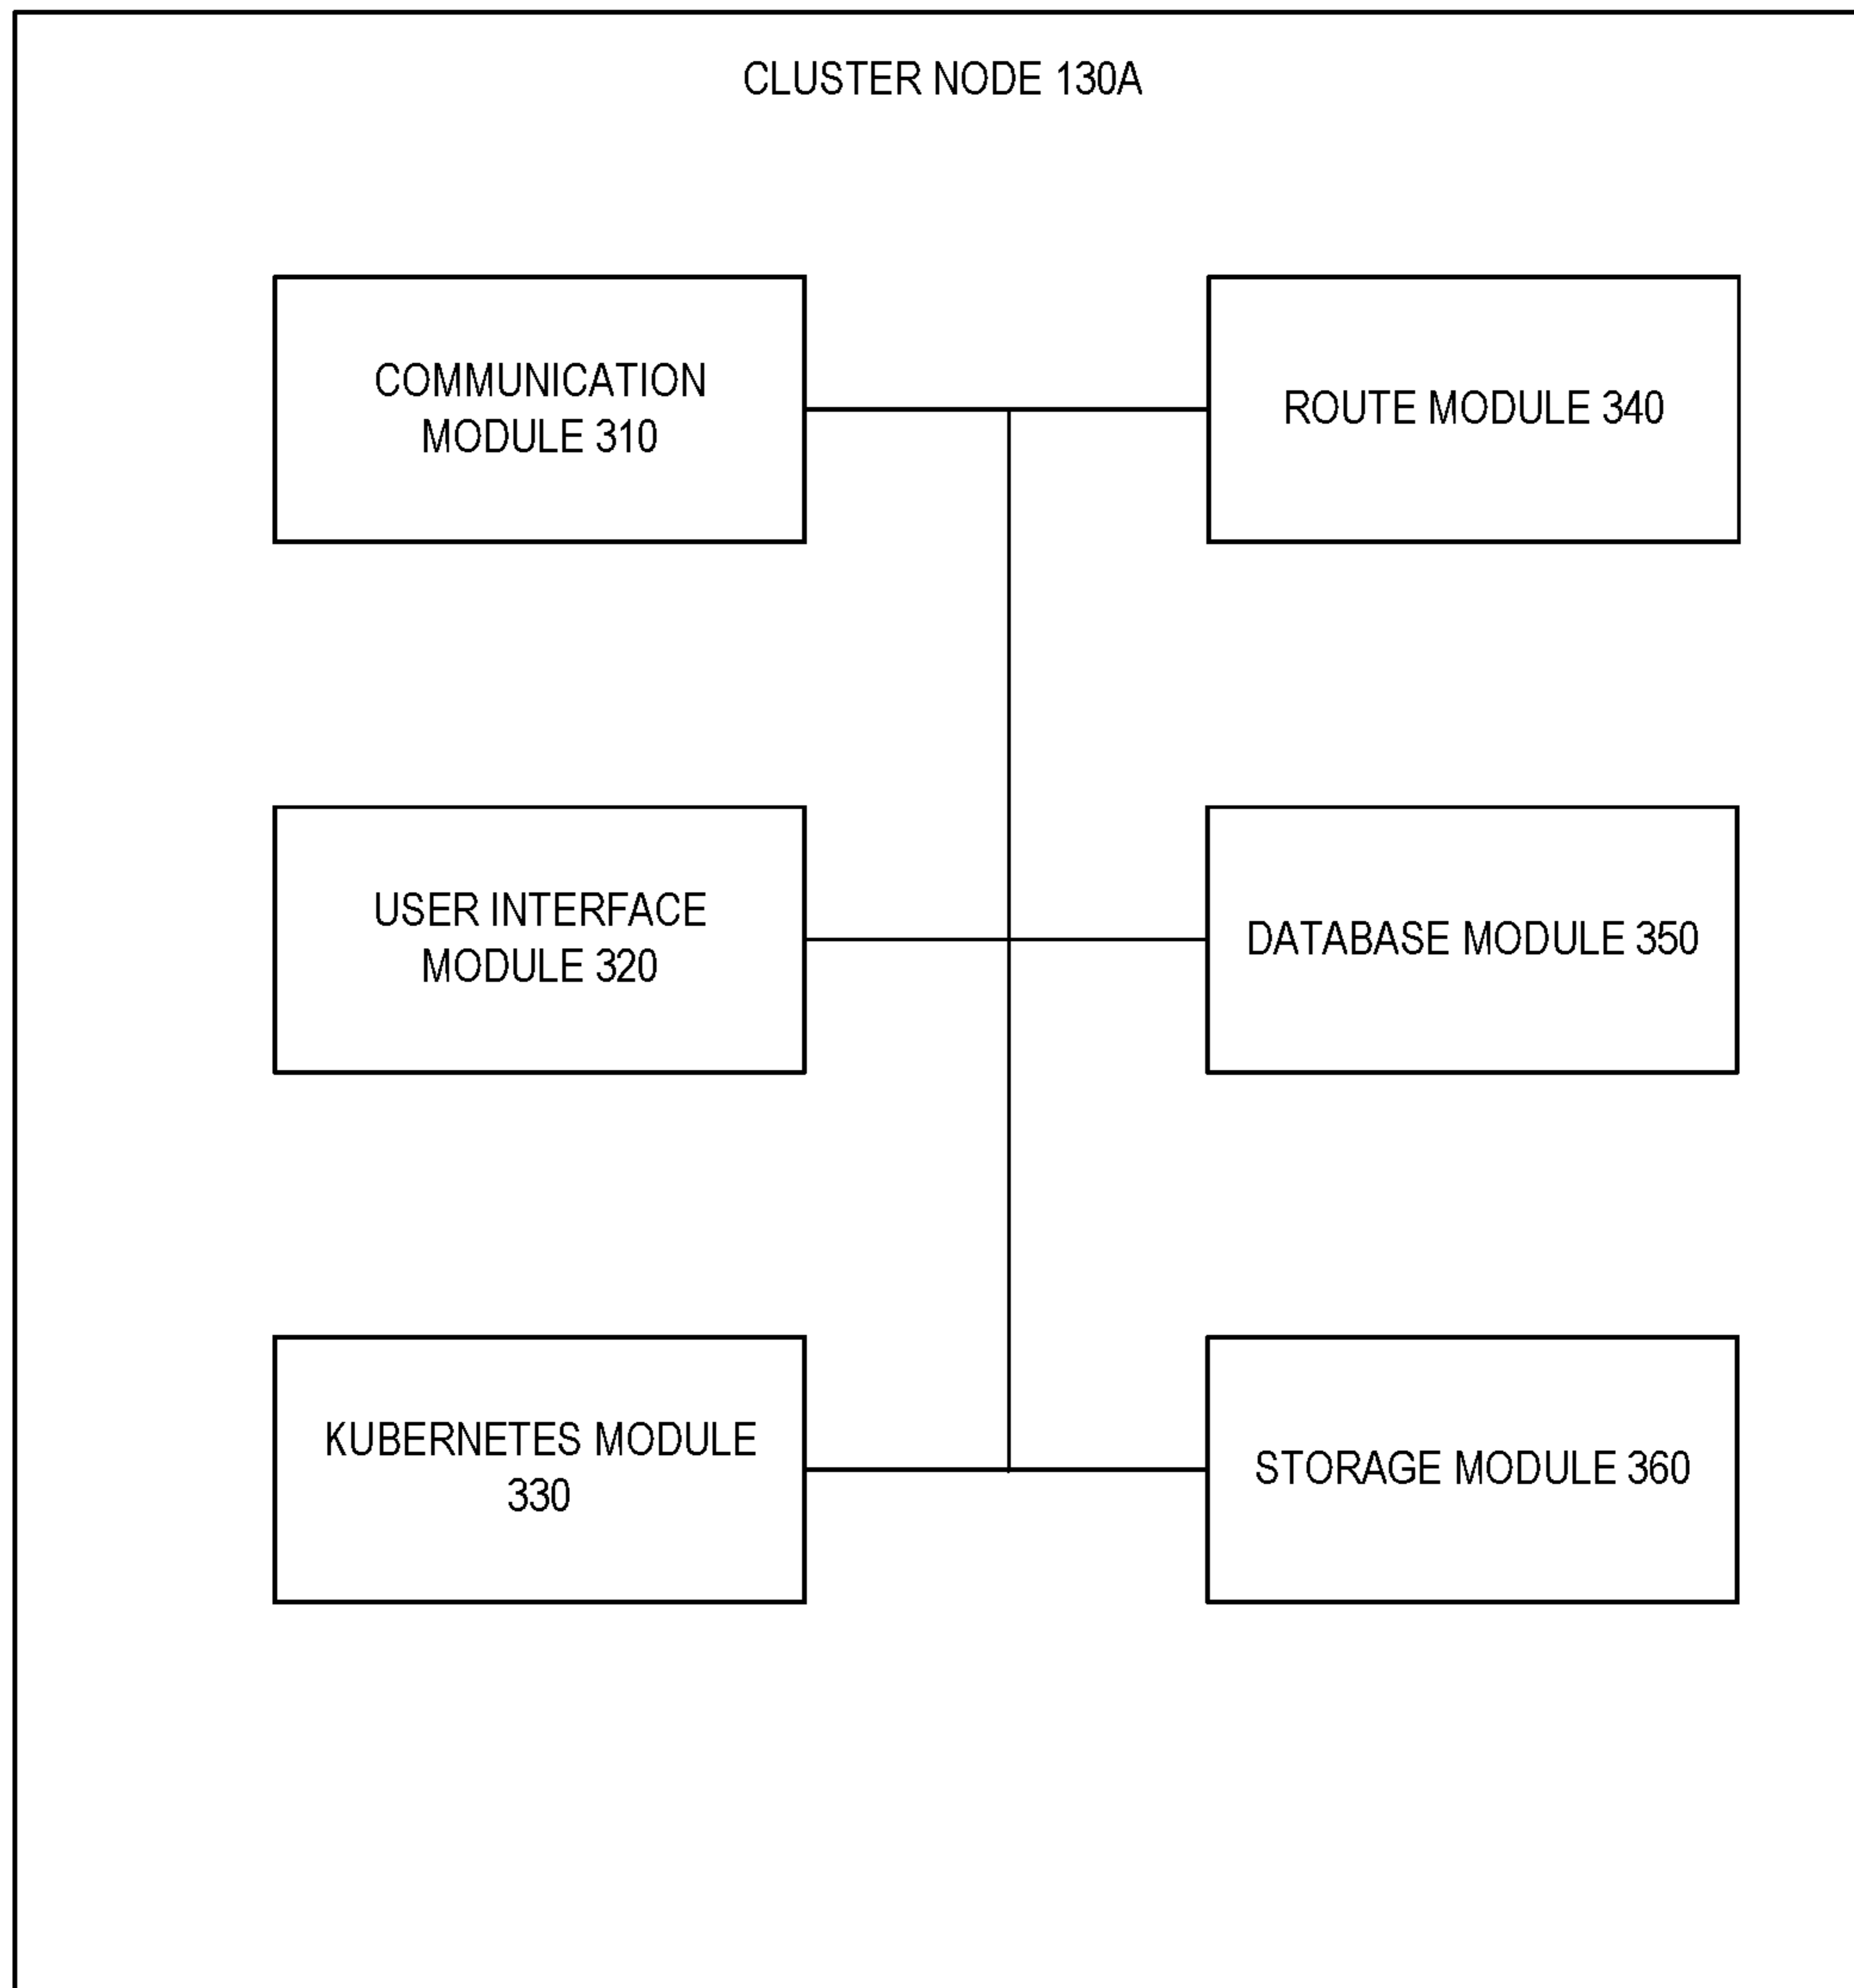 CLUSTER NODE 130A
COMMUNICATION
MODULE 310
ROUTE MODULE 340
USER INTERFACE
MODULE 320
DATABASE MODULE 350
KUBERNETES MODULE
330
STORAGE MODULE 360